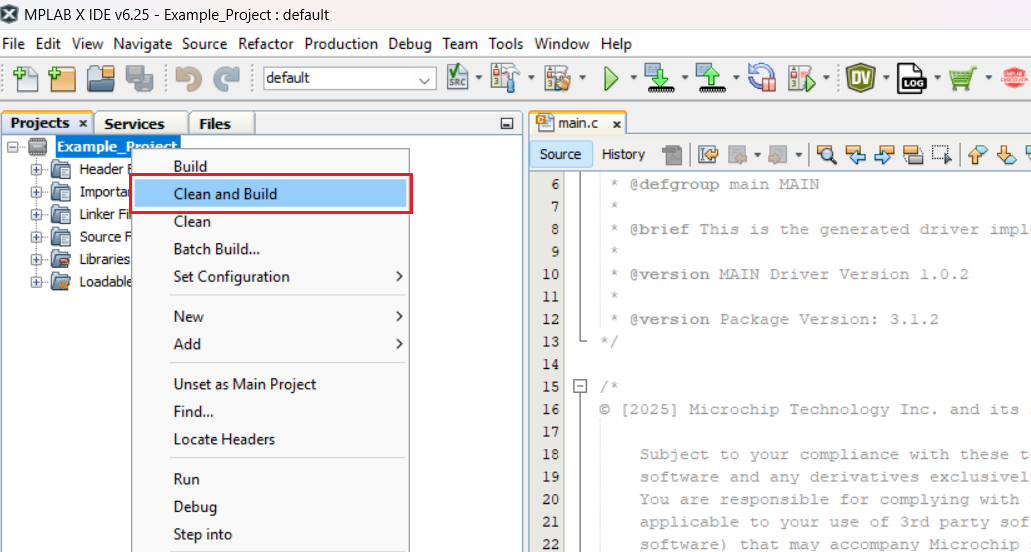 MPLAB X IDE v6.25 - Example_Project : default
File Edit View Navigate Source Refactor Production Debug Team Tools Window Help
default
SRC
DV
LOG
Projects × Services Files
main.c ×
Example_Project
Header
Importa
Linker Fi
Source F
Libraries
Loadable
Build
Clean and Build
Clean
Batch Build...
Set Configuration
New
Add
Unset as Main Project
Find...
Locate Headers
Run
Debug
Step into
Source History
6 * @defgroup main MAIN
7 *
8 * @brief This is the generated driver imple
9 *
10 * @version MAIN Driver Version 1.0.2
11 *
12 * @version Package Version: 3.1.2
13 */
14
15 /*
16 © [2025] Microchip Technology Inc. and its
17
18 Subject to your compliance with these te
19 software and any derivatives exclusively
20 You are responsible for complying with
21 applicable to your use of 3rd party soft
22 software) that may accompany Microchip